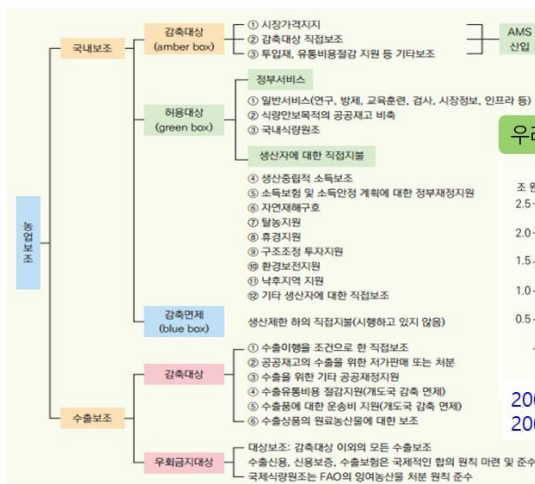 농업보조
국내보조
감축대상
(amber box)
① 시장가격지지
② 감축대상 직접보조
③ 투입재, 유통비용절감 지원 등 기타보조
AMS
산입
허용대상
(green box)
정부서비스
① 일반서비스(연구, 방제, 교육훈련, 검사, 시장정보, 인프라 등)
② 식량안보목적의 공공재고 비축
③ 국내식량원조
생산자에 대한 직접지불
④ 생산중립적 소득보조
⑤ 소득보험 및 소득안정 계획에 대한 정부재정지원
⑥ 자연재해구호
⑦ 탈농지원
⑧ 휴경지원
⑨ 구조조정 투자지원
⑩ 환경보전지원
⑪ 낙후지역 지원
⑫ 기타 생산자에 대한 직접보조
감축면제
(blue box)
생산제한 하의 직접지불(시행하고 있지 않음)
수출보조
감축대상
① 수출이행을 조건으로 한 직접보조
② 공공재고의 수출을 위한 저가판매 또는 처분
③ 수출을 위한 기타 공공재정지원
④ 수출유통비용 절감지원(개도국 감축 면제)
⑤ 수출품에 대한 운송비 지원(개도국 감축 면제)
⑥ 수출상품의 원료농산물에 대한 보조
우회금지대상
대상보조: 감축대상 이외의 모든 수출보조
수출신용, 신용보증, 수출보험은 국제적인 합의 원칙 마련 및 준수
국제식량원조는 FAO의 잉여농산물 처분 원칙 준수
조 원
2.5
2.0
1.5
1.0
0.5
200
200